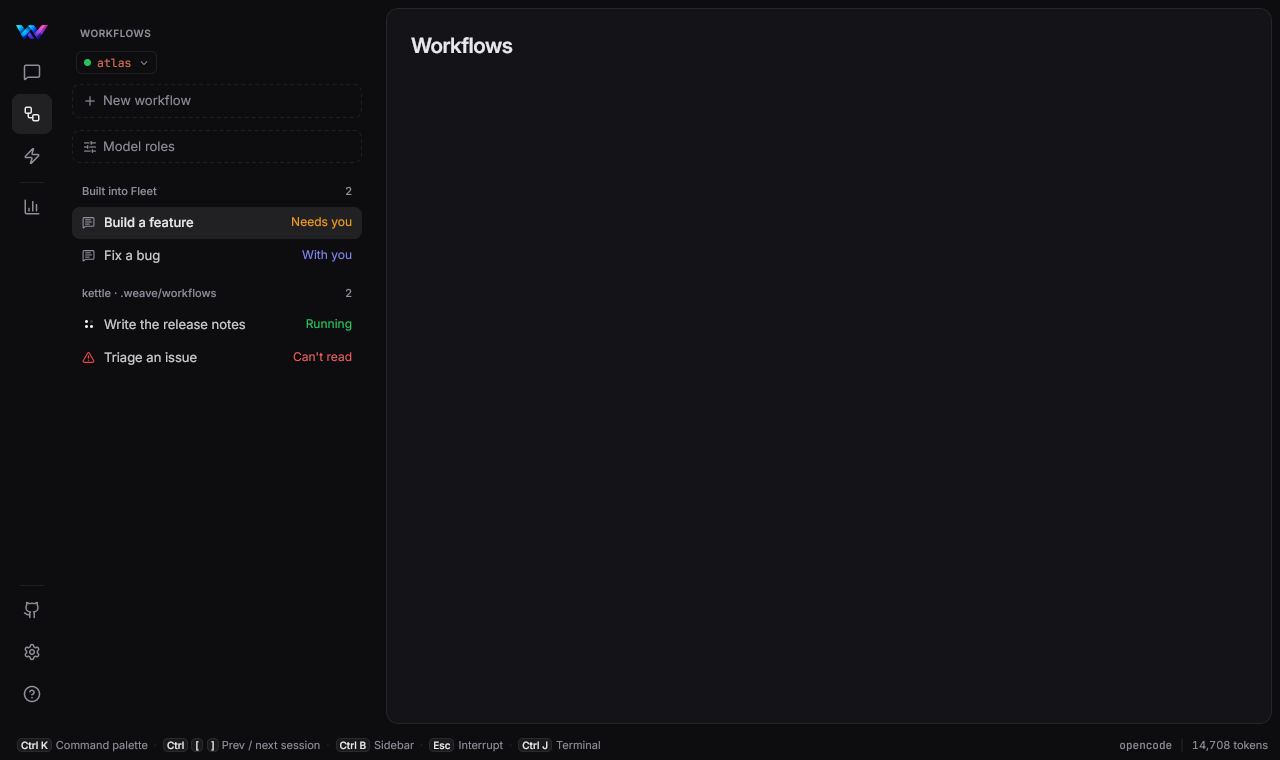 WORKFLOWS
atlas
New workflow
Model roles
Built into Fleet 2
Build a feature Needs you
Fix a bug With you
kettle · .weave/workflows 2
Write the release notes Running
Triage an issue Can't read
Workflows
Ctrl K Command palette · Ctrl [ ] Prev / next session · Ctrl B Sidebar · Esc Interrupt · Ctrl J Terminal
opencode 14,708 tokens